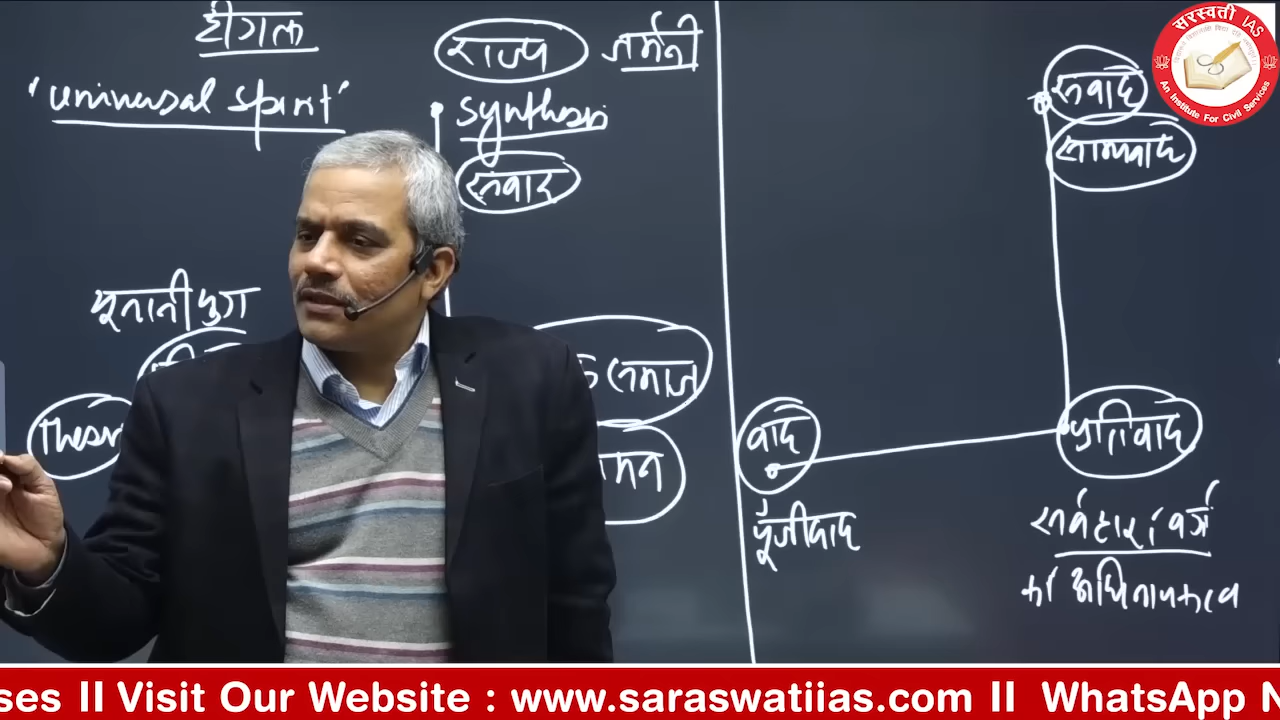 हीगल
'universal spirit'
राज्य जर्मनी
synthesis
संवाद
यूनानी युग
समाज
वाद
पूंजीवाद
संवाद
साम्यवाद
प्रतिवाद
सर्वहारा वर्ग
का अधिनायकत्व
सरस्वती IAS
An Institute For Civil Services
ses II Visit Our Website : www.saraswatiias.com II WhatsApp N